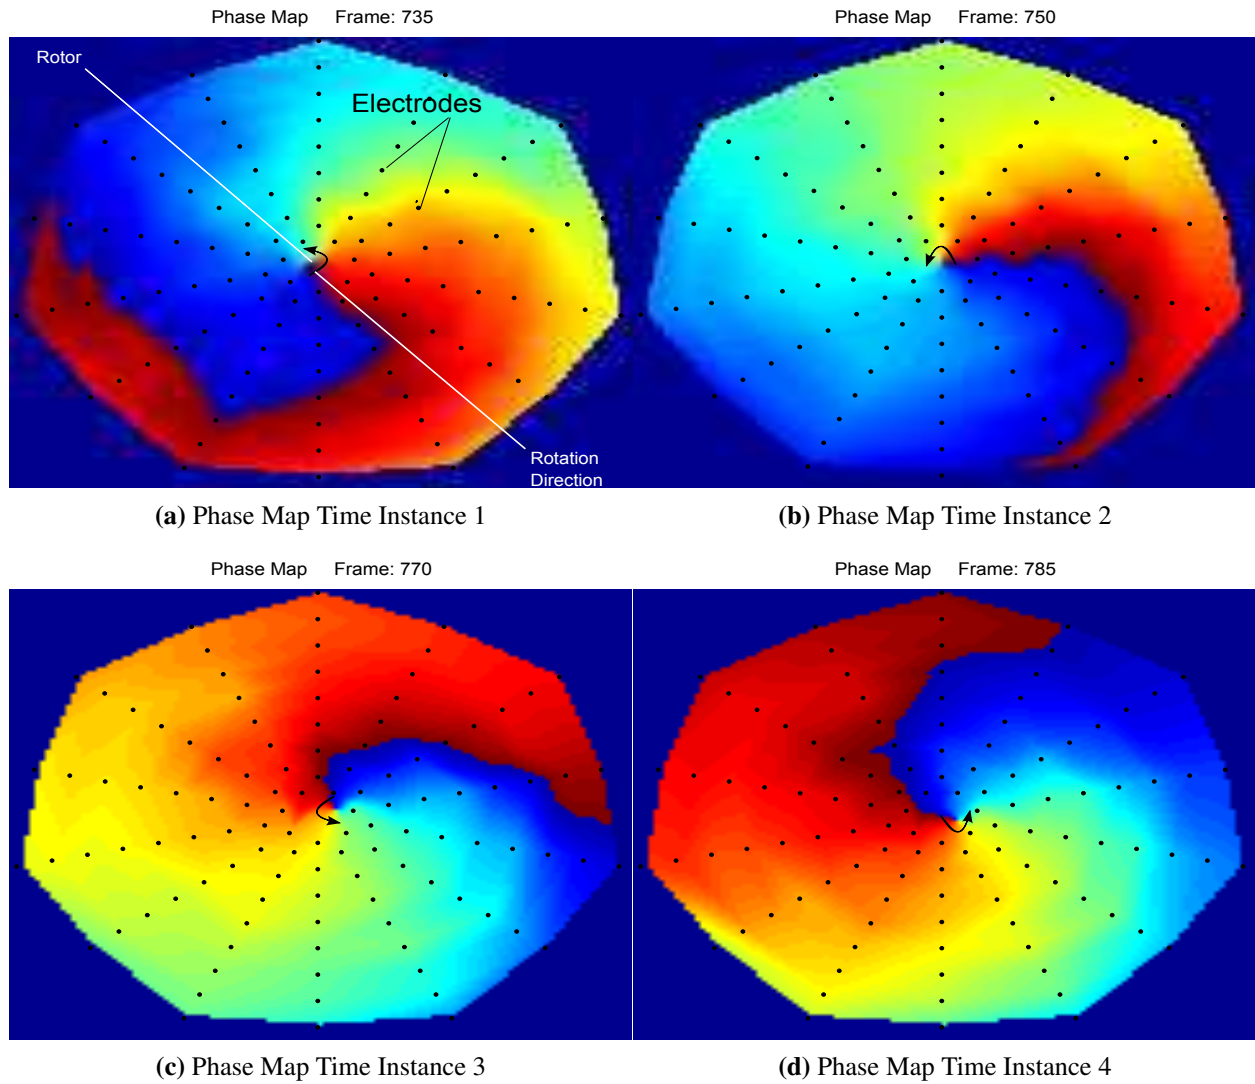 Phase Map Frame: 735
Phase Map Frame: 750
Rotor
Electrodes
Rotation
Direction
(a) Phase Map Time Instance 1
(b) Phase Map Time Instance 2
Phase Map Frame: 770
Phase Map Frame: 785
(c) Phase Map Time Instance 3
(d) Phase Map Time Instance 4